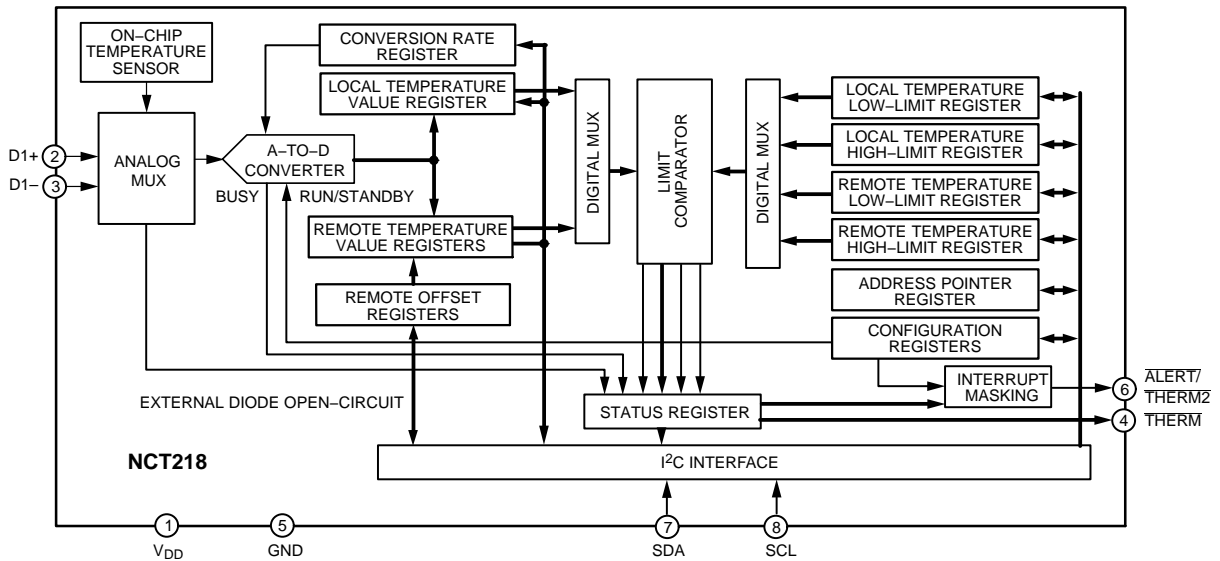 ON–CHIP
TEMPERATURE
SENSOR
CONVERSION RATE
REGISTER
LOCAL TEMPERATURE
VALUE REGISTER
LOCAL TEMPERATURE
LOW–LIMIT REGISTER
D1+
2
D1–
3
ANALOG
MUX
A–TO–D
CONVERTER
BUSY
RUN/STANDBY
DIGITAL MUX
LIMIT
COMPARATOR
DIGITAL MUX
LOCAL TEMPERATURE
HIGH–LIMIT REGISTER
REMOTE TEMPERATURE
LOW–LIMIT REGISTER
REMOTE TEMPERATURE
VALUE REGISTERS
REMOTE TEMPERATURE
HIGH–LIMIT REGISTER
REMOTE OFFSET
REGISTERS
ADDRESS POINTER
REGISTER
CONFIGURATION
REGISTERS
EXTERNAL DIODE OPEN–CIRCUIT
STATUS REGISTER
INTERRUPT
MASKING
6
ALERT/
THERM2
4
THERM
NCT218
I2C INTERFACE
1
VDD
5
GND
7
SDA
8
SCL